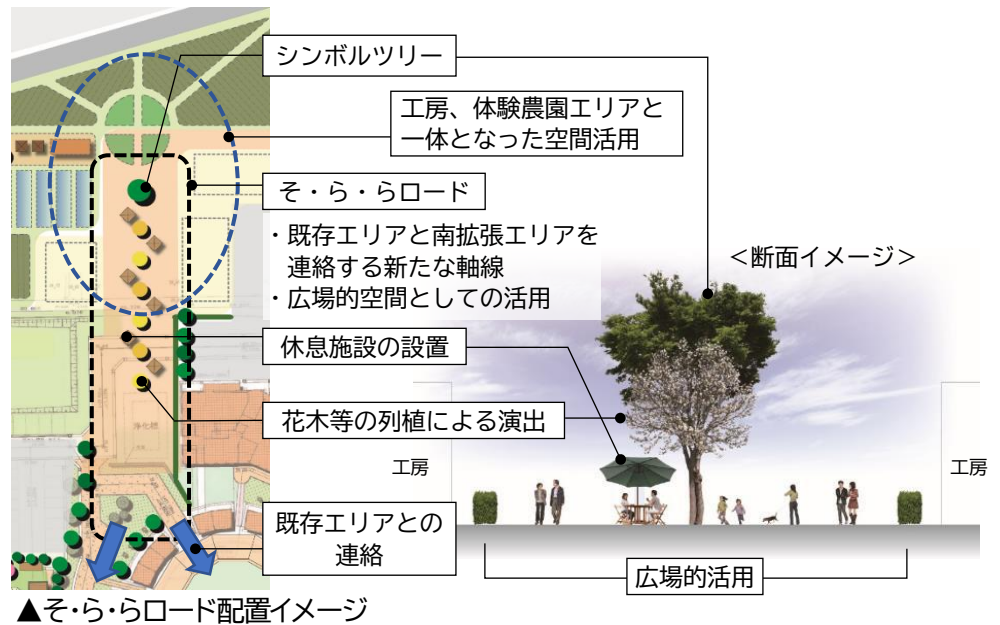 シンボルツリー
工房、体験農園エリアと
一体となった空間活用
そ・ら・らロード
・既存エリアと南拡張エリアを
連絡する新たな軸線
・広場的空間としての活用
<断面イメージ>
休息施設の設置
花木等の列植による演出
浄化槽
工房
工房
既存エリアとの
連絡
広場的活用
▲そ・ら・らロード配置イメージ